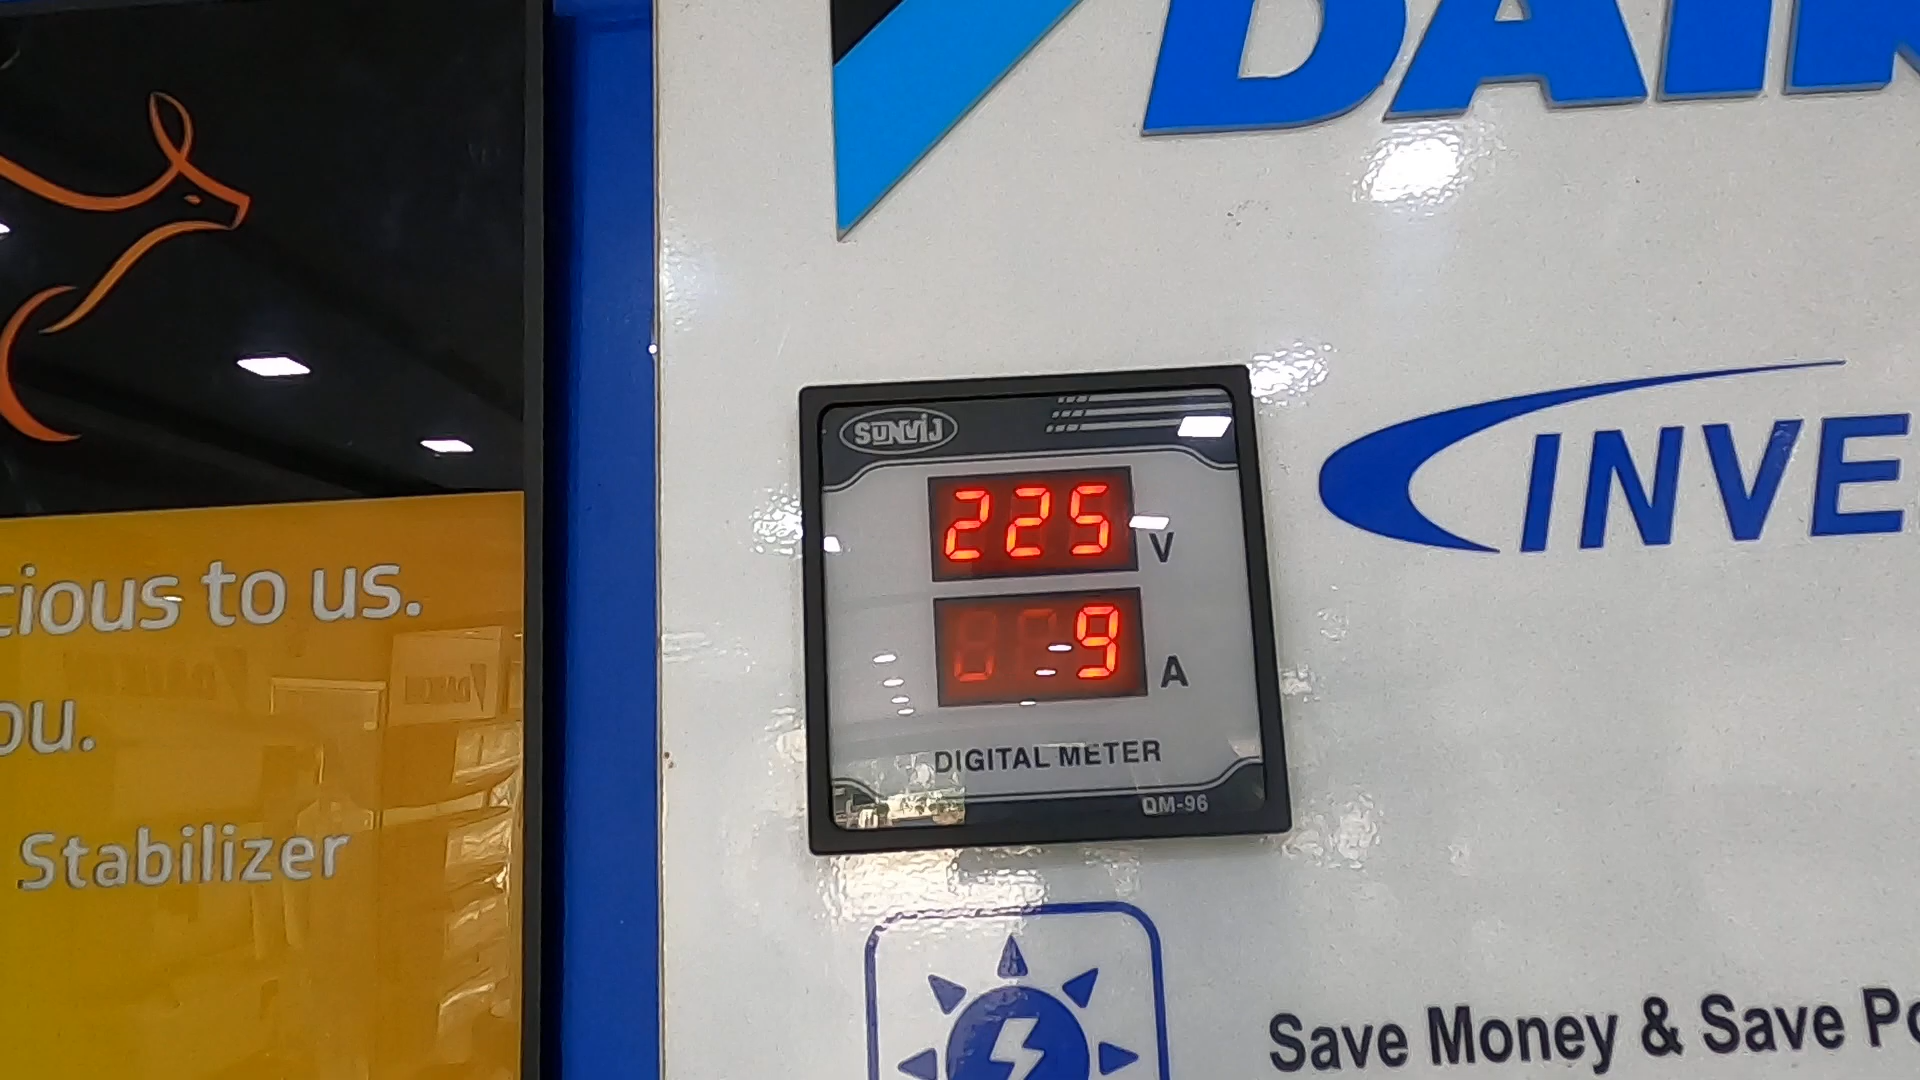 DAIK
cious to us.
ou.
Stabilizer
SUNVIJ
225 V
9 A
DIGITAL METER
QM-96
INVE
Save Money & Save Po